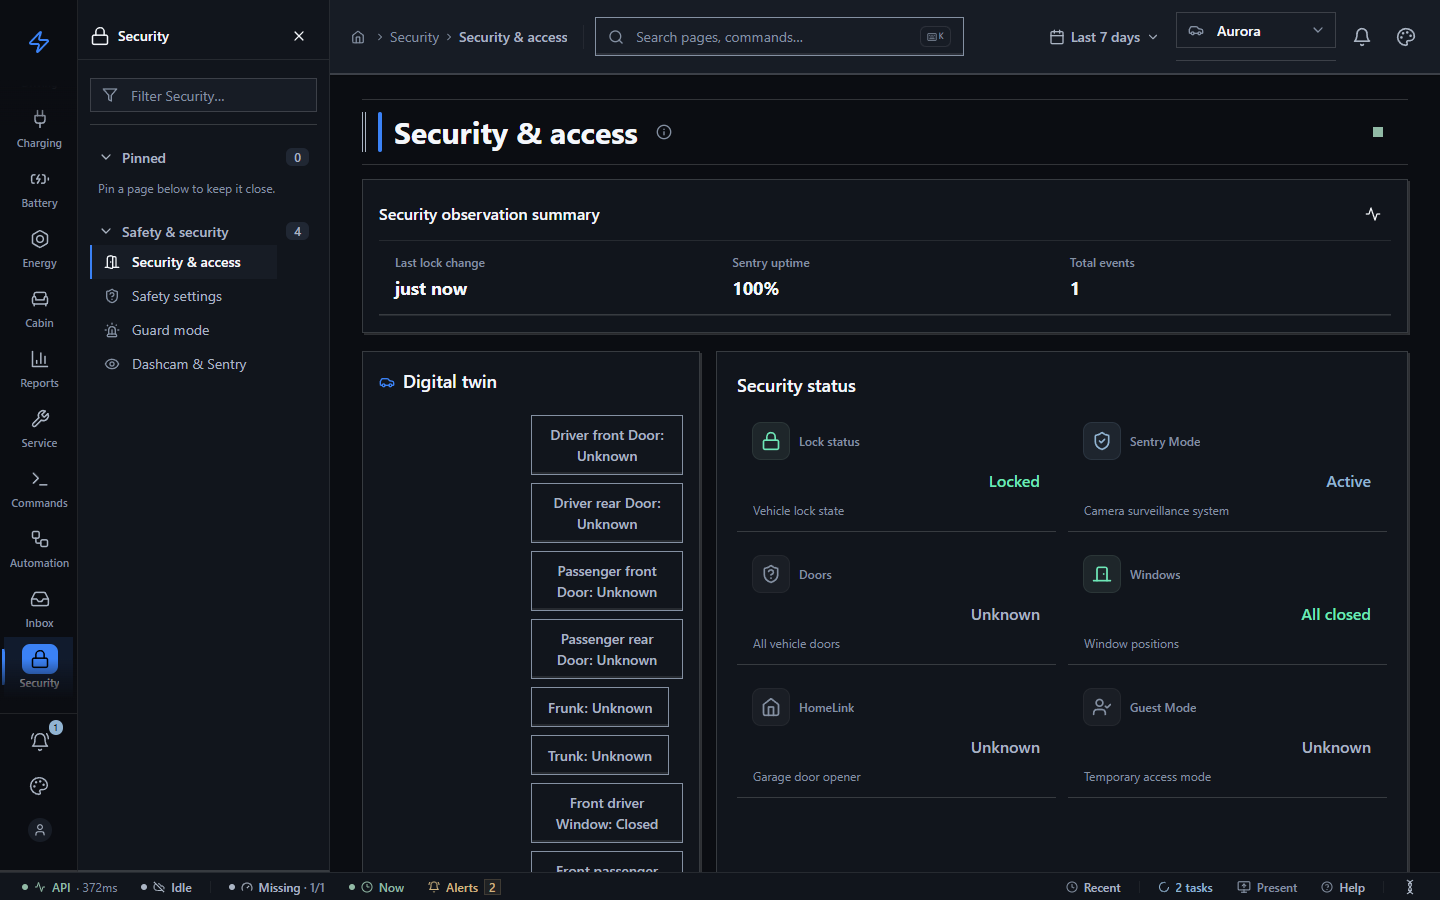 Security
Security
Security & access
Search pages, commands...
K
Last 7 days
Aurora
Charging
Battery
Energy
Cabin
Reports
Service
Commands
Automation
Inbox
Security
1
Filter Security...
Pinned
0
Pin a page below to keep it close.
Safety & security
4
Security & access
Safety settings
Guard mode
Dashcam & Sentry
Security & access
Security observation summary
Last lock change
just now
Sentry uptime
100%
Total events
1
Digital twin
Driver front Door:
Unknown
Driver rear Door:
Unknown
Passenger front
Door: Unknown
Passenger rear
Door: Unknown
Frunk: Unknown
Trunk: Unknown
Front driver
Window: Closed
Front passenger
Security status
Lock status
Locked
Vehicle lock state
Sentry Mode
Active
Camera surveillance system
Doors
Unknown
All vehicle doors
Windows
All closed
Window positions
HomeLink
Unknown
Garage door opener
Guest Mode
Unknown
Temporary access mode
API · 372ms
Idle
Missing · 1/1
Now
Alerts 2
Recent
2 tasks
Present
Help